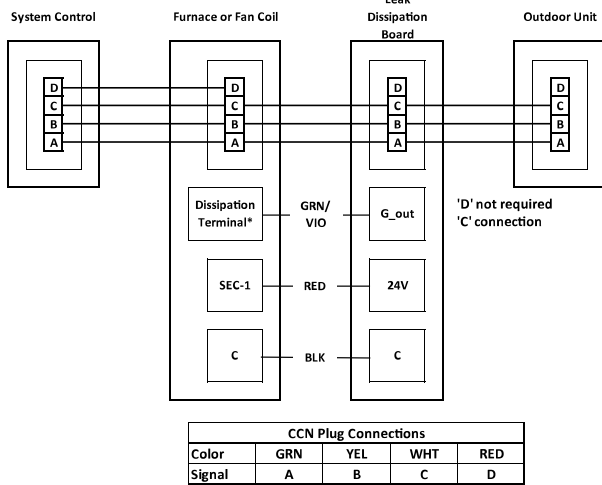 System Control
Furnace or Fan Coil
Leak
Dissipation
Board
Outdoor Unit
D D D D
C C C C
B B B B
A A A A
Dissipation
Terminal*
GRN/
VIO
G_out
'D' not required
'C' connection
SEC-1 RED 24V
C BLK C
CCN Plug Connections
Color GRN YEL WHT RED
Signal A B C D